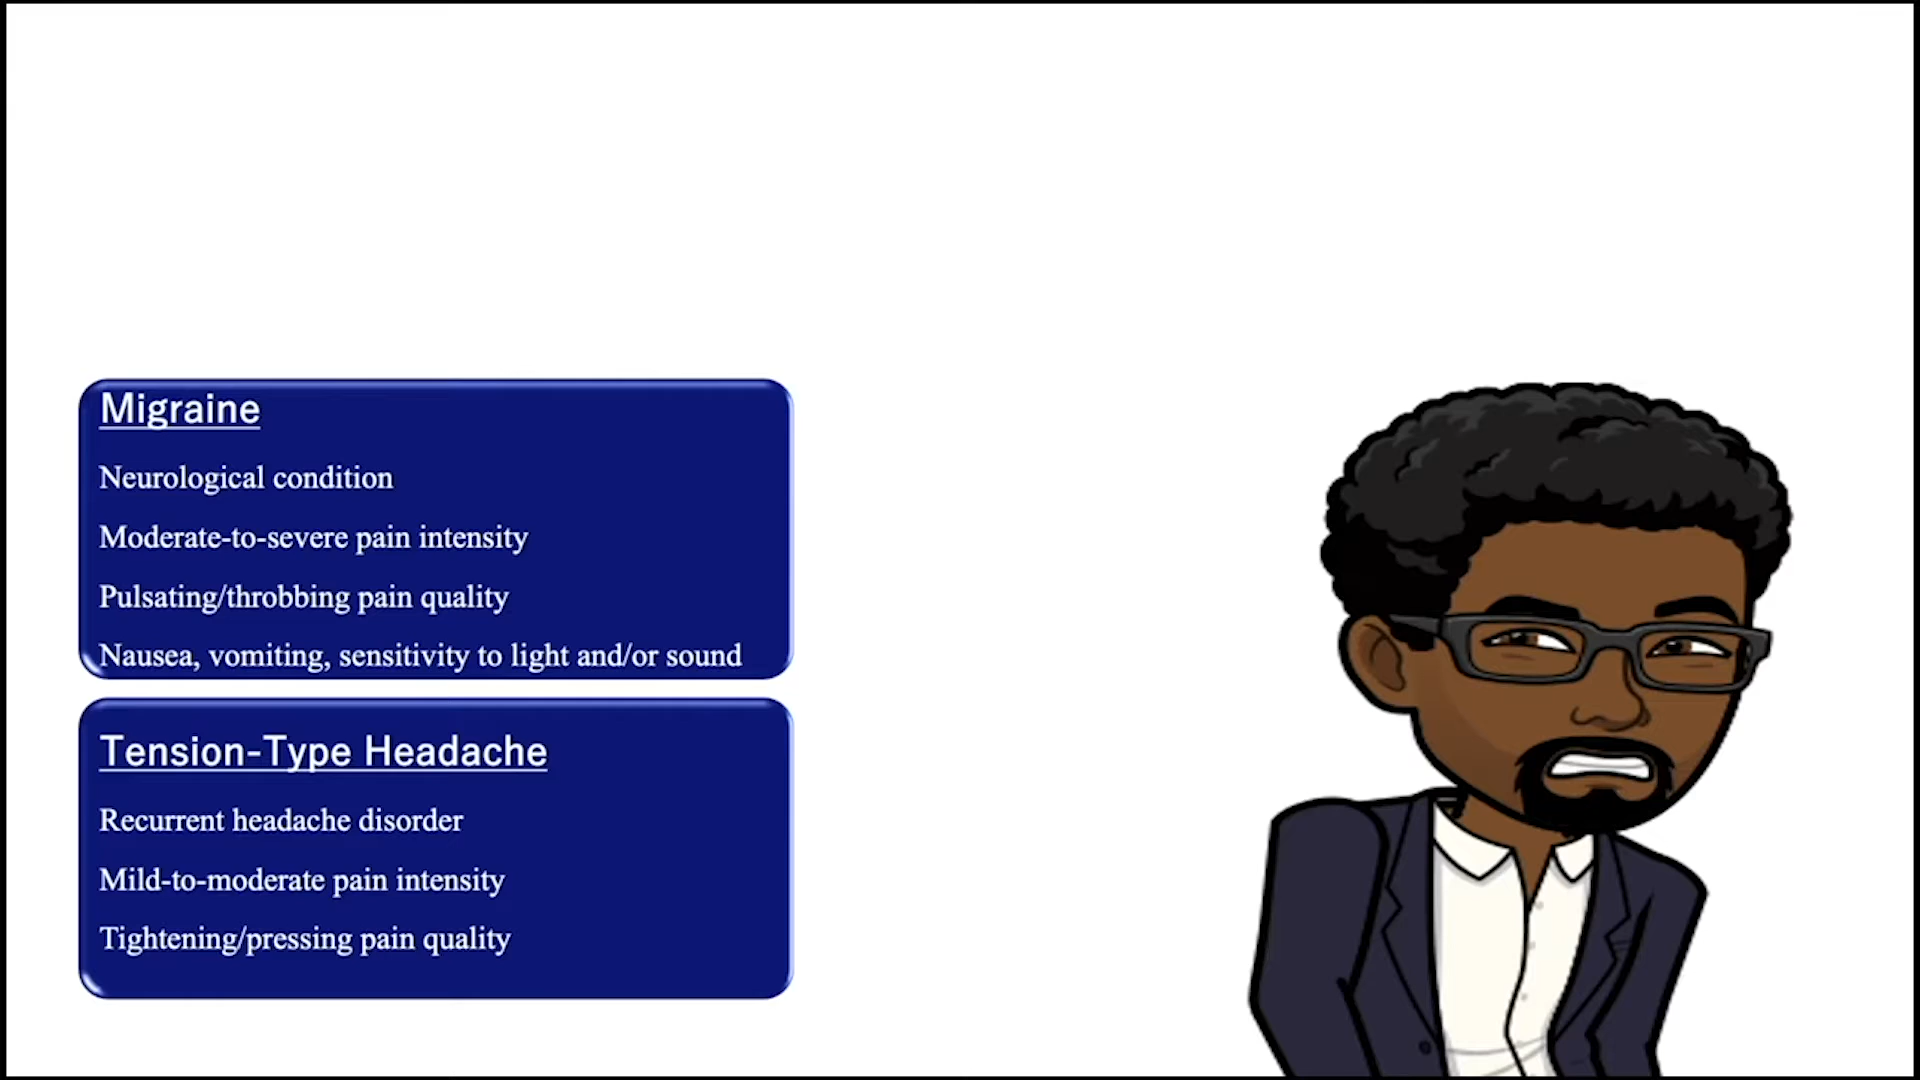 Migraine
Neurological condition
Moderate-to-severe pain intensity
Pulsating/throbbing pain quality
Nausea, vomiting, sensitivity to light and/or sound
Tension-Type Headache
Recurrent headache disorder
Mild-to-moderate pain intensity
Tightening/pressing pain quality